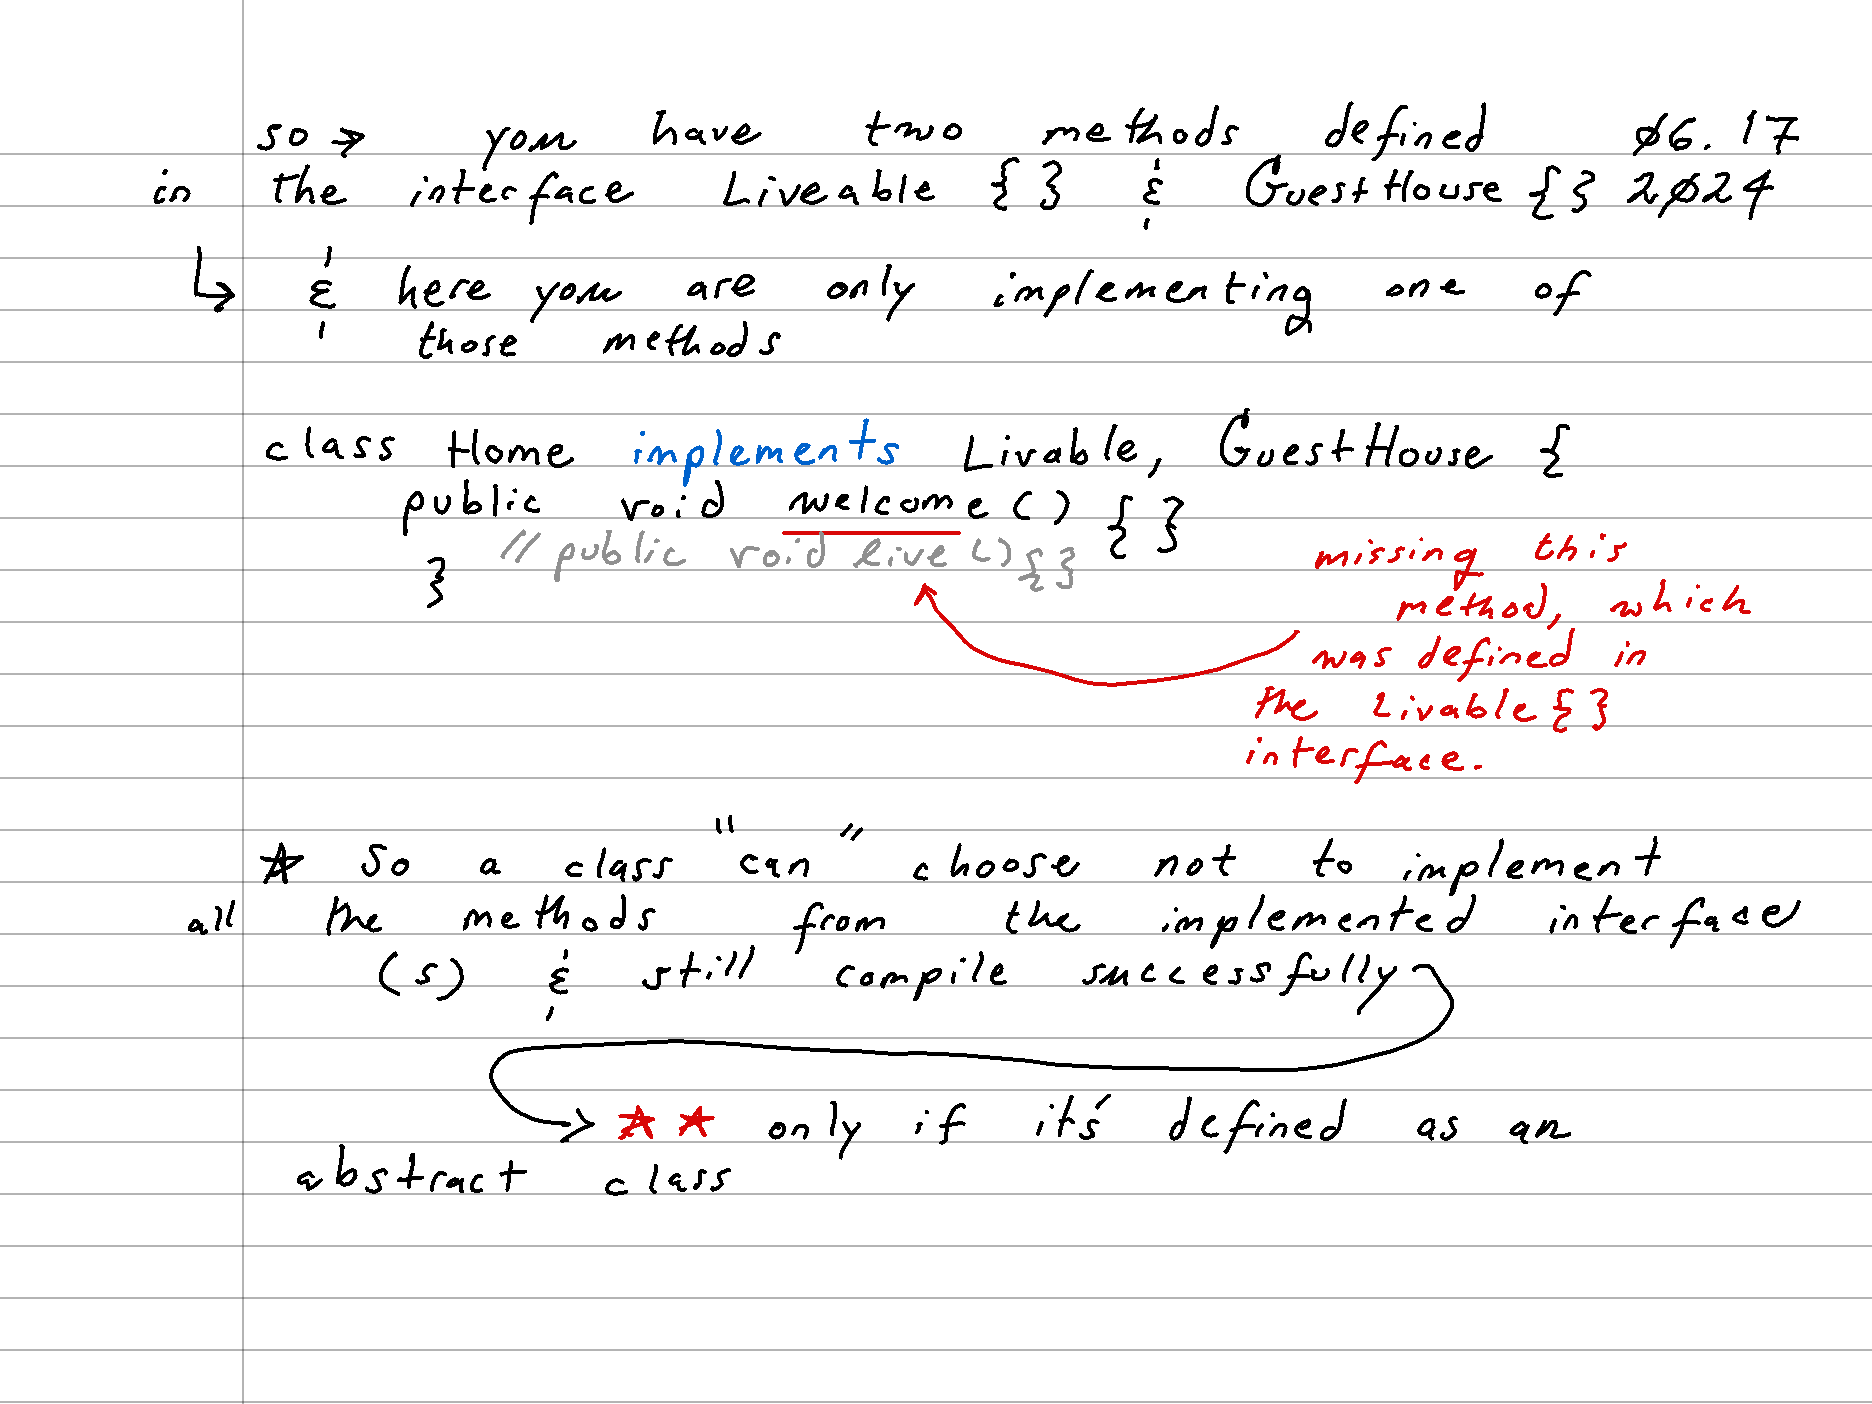 so → you have two methods defined 06.17
in the interface Liveable { } & GuestHouse { } 2024
↳ & here you are only implementing one of
those methods
class Home implements Livable, GuestHouse {
public void welcome () { }
// public void live () { }
}
missing this
method, which
was defined in
the Livable { }
interface.
☆ So a class "can" choose not to implement
all the methods from the implemented interface
(s) & still compile successfully
→ ☆☆ only if it's defined as an
abstract class